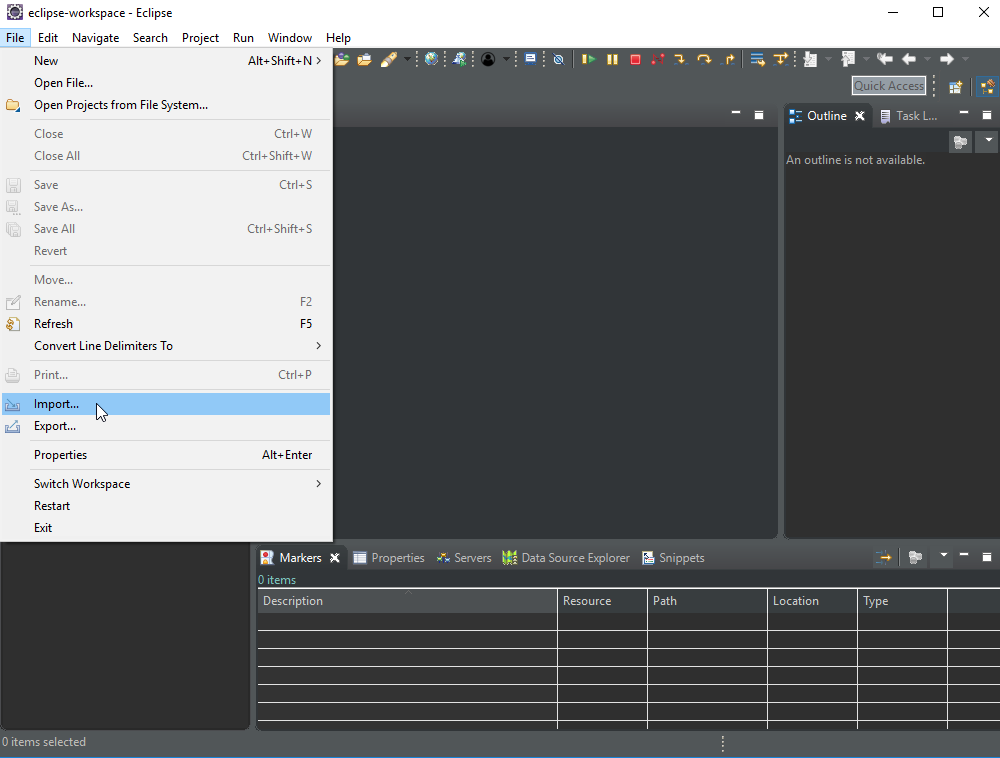 eclipse-workspace - Eclipse
File Edit Navigate Search Project Run Window Help
New Alt+Shift+N >
Open File...
Open Projects from File System...
Close Ctrl+W
Close All Ctrl+Shift+W
Save Ctrl+S
Save As...
Save All Ctrl+Shift+S
Revert
Move...
Rename... F2
Refresh F5
Convert Line Delimiters To >
Print... Ctrl+P
Import...
Export...
Properties Alt+Enter
Switch Workspace >
Restart
Exit
Quick Access
Outline Task L...
An outline is not available.
Markers Properties Servers Data Source Explorer Snippets
0 items
Description Resource Path Location Type
0 items selected